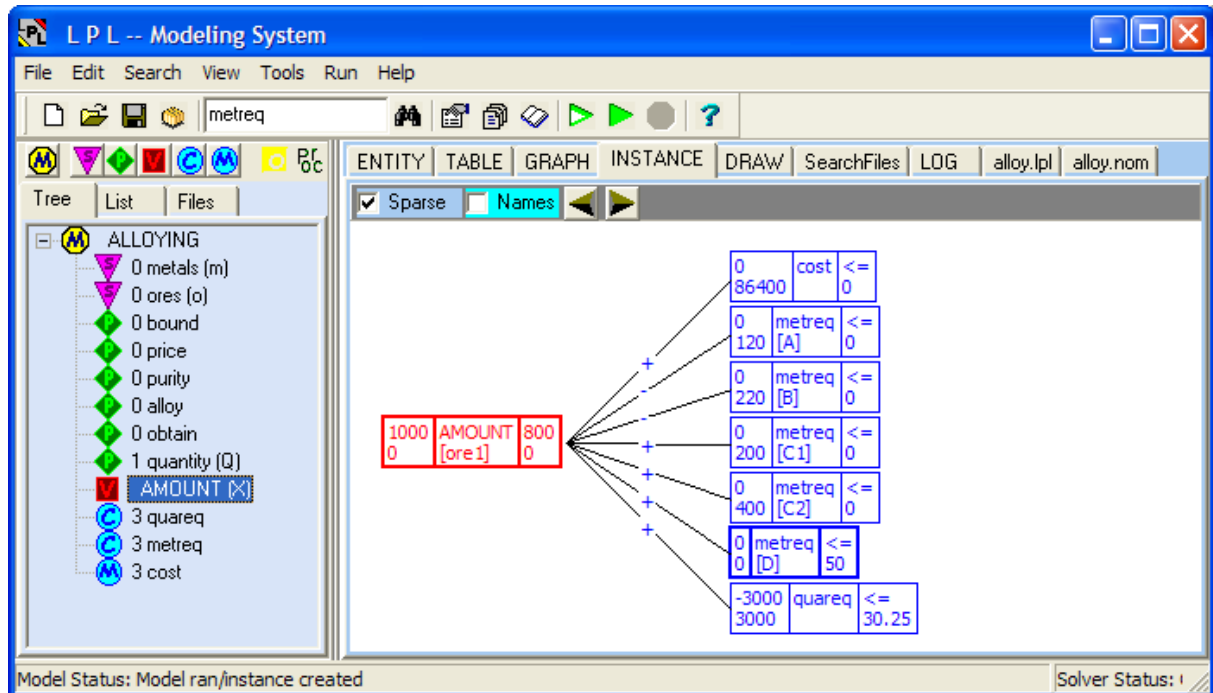 L P L -- Modeling System
File Edit Search View Tools Run Help
metreq
ENTITY TABLE GRAPH INSTANCE DRAW SearchFiles LOG alloy.lpl alloy.nom
Tree List Files
Sparse Names
ALLOYING
0 metals (m)
0 ores (o)
0 bound
0 price
0 purity
0 alloy
0 obtain
1 quantity (Q)
AMOUNT (X)
3 quareq
3 metreq
3 cost
0 cost <=
86400 0
+
0 metreq <=
120 [A] 0
-
0 metreq <=
220 [B] 0
-
1000 AMOUNT 800
0 [ore1] 0
0 metreq <=
200 [C1] 0
+
0 metreq <=
400 [C2] 0
+
0 metreq <=
0 [D] 50
+
-3000 quareq <=
3000 30.25
+
Model Status: Model ran/instance created
Solver Status: